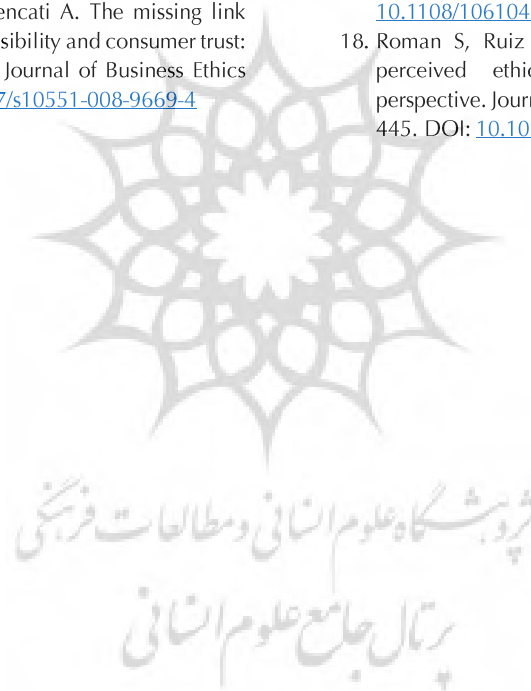 encati A. The missing link
sibility and consumer trust:
Journal of Business Ethics
7/s10551-008-9669-4
10.1108/106104
18. Roman S, Ruiz
perceived ethic
perspective. Journ
445. DOI: 10.10
پژوهشگاه علوم انسانی و مطالعات فرهنگی
پرتال جامع علوم انسانی